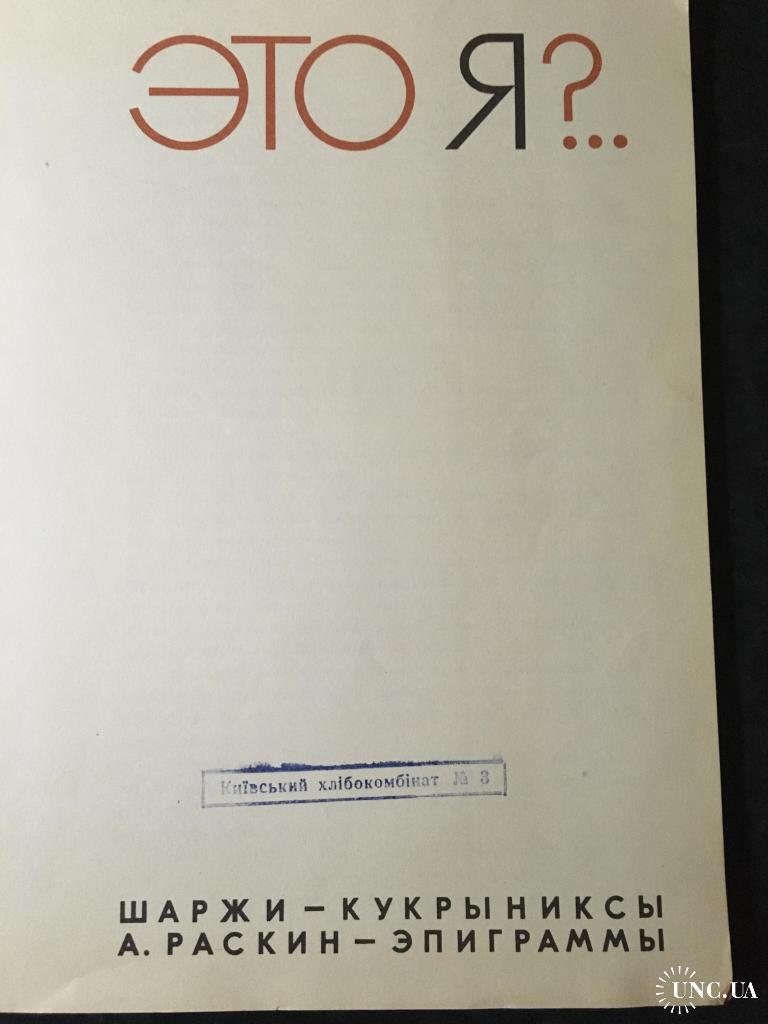 ЭТО Я?...
Київський хлібокомбінат № 3
ШАРЖИ – КУКРЫНИКСЫ
А. РАСКИН – ЭПИГРАММЫ
UNC.UA